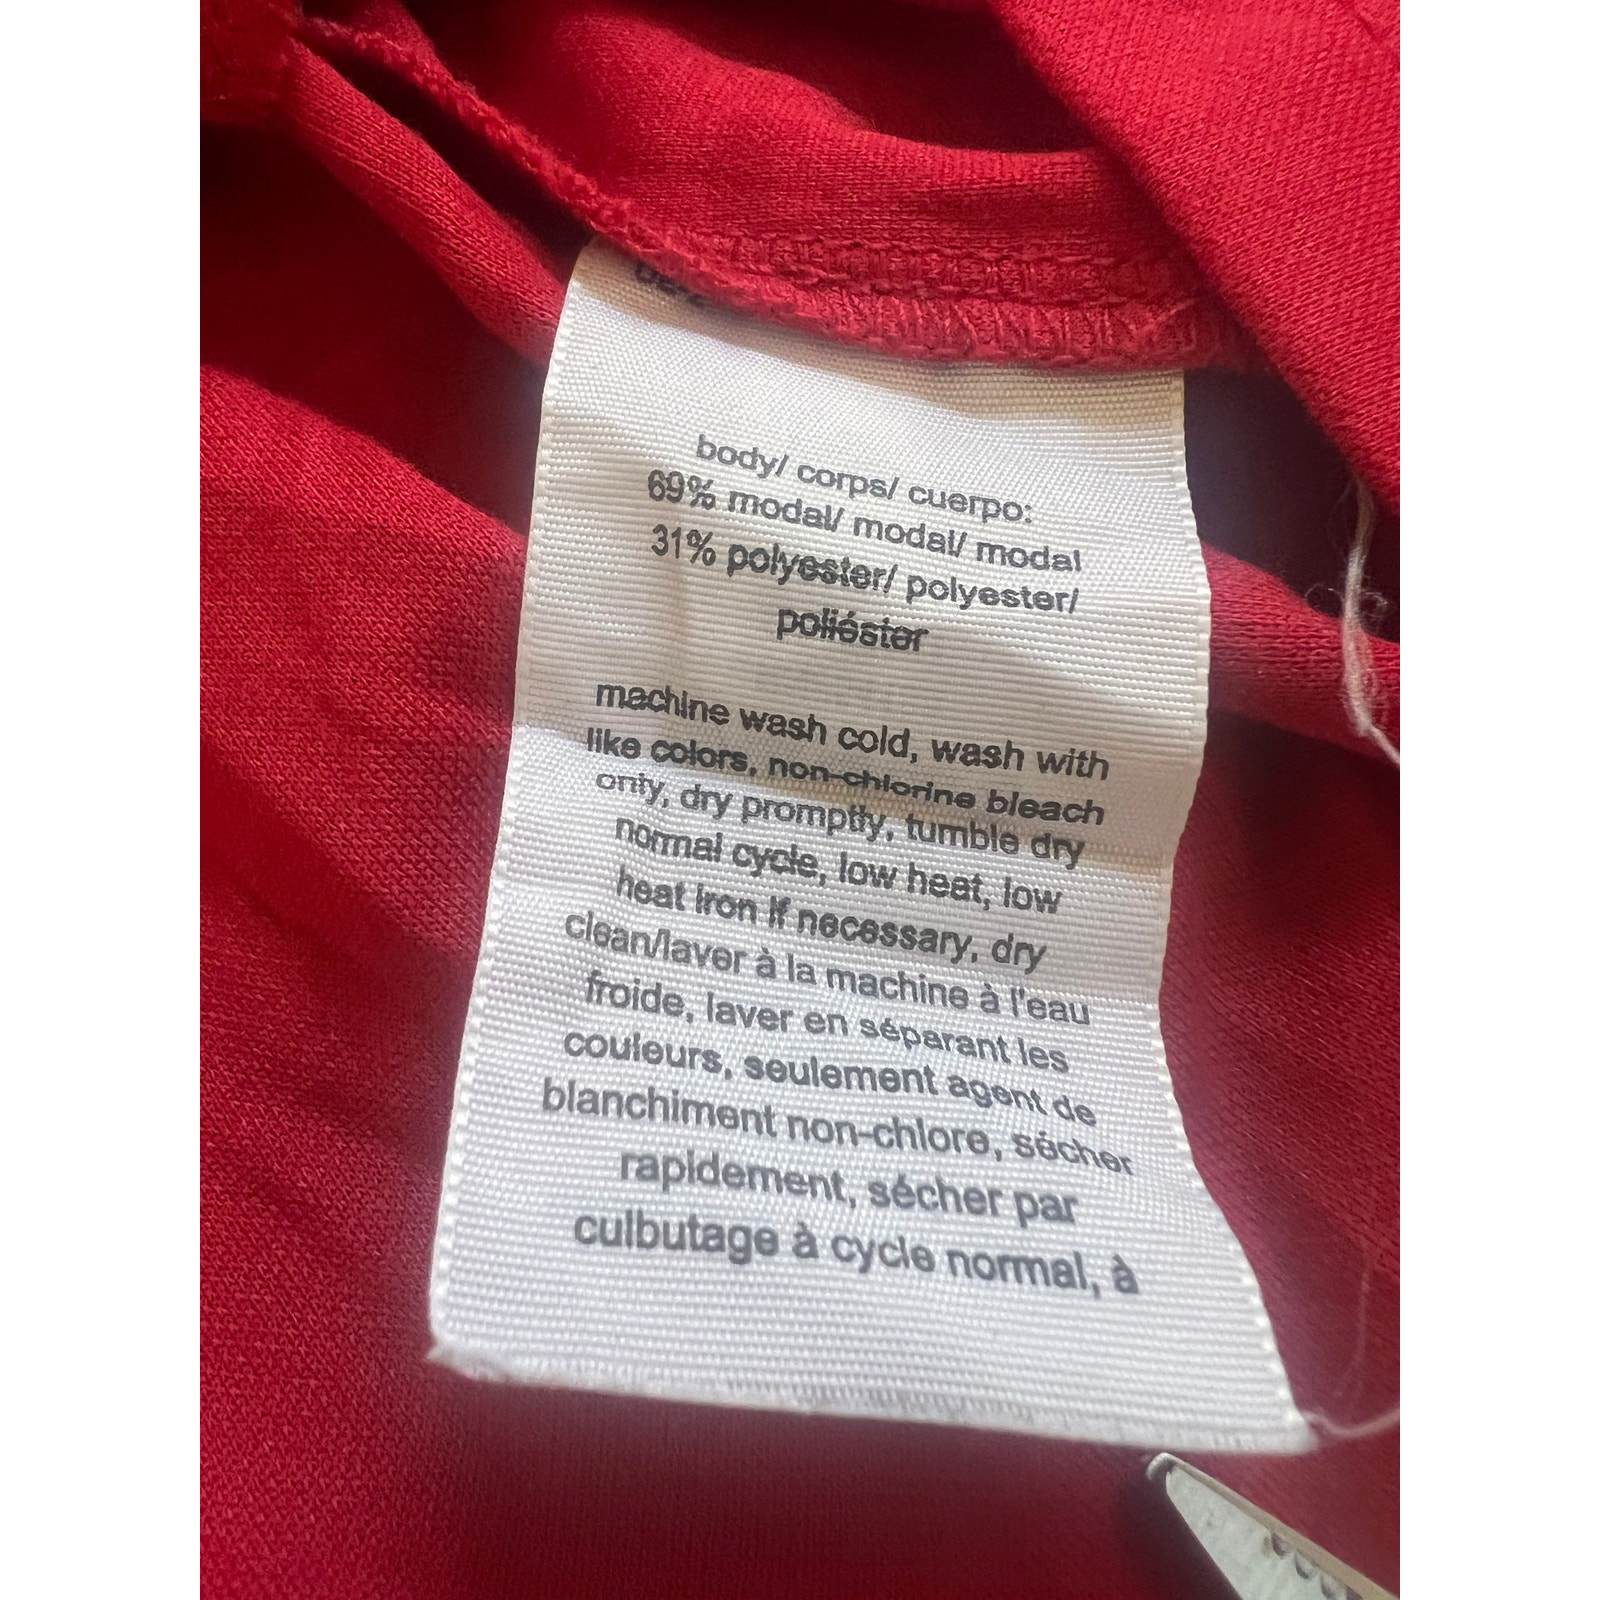 body/ corps/ cuerpo:
69% modal/ modal/ modal
31% polyester/ polyester/
poliéster
machine wash cold, wash with
like colors, non-chlorine bleach
only, dry promptly, tumble dry
normal cycle, low heat, low
heat iron if necessary, dry
clean/laver à la machine à l'eau
froide, laver en séparant les
couleurs, seulement agent de
blanchiment non-chlore, sécher
rapidement, sécher par
culbutage à cycle normal, à